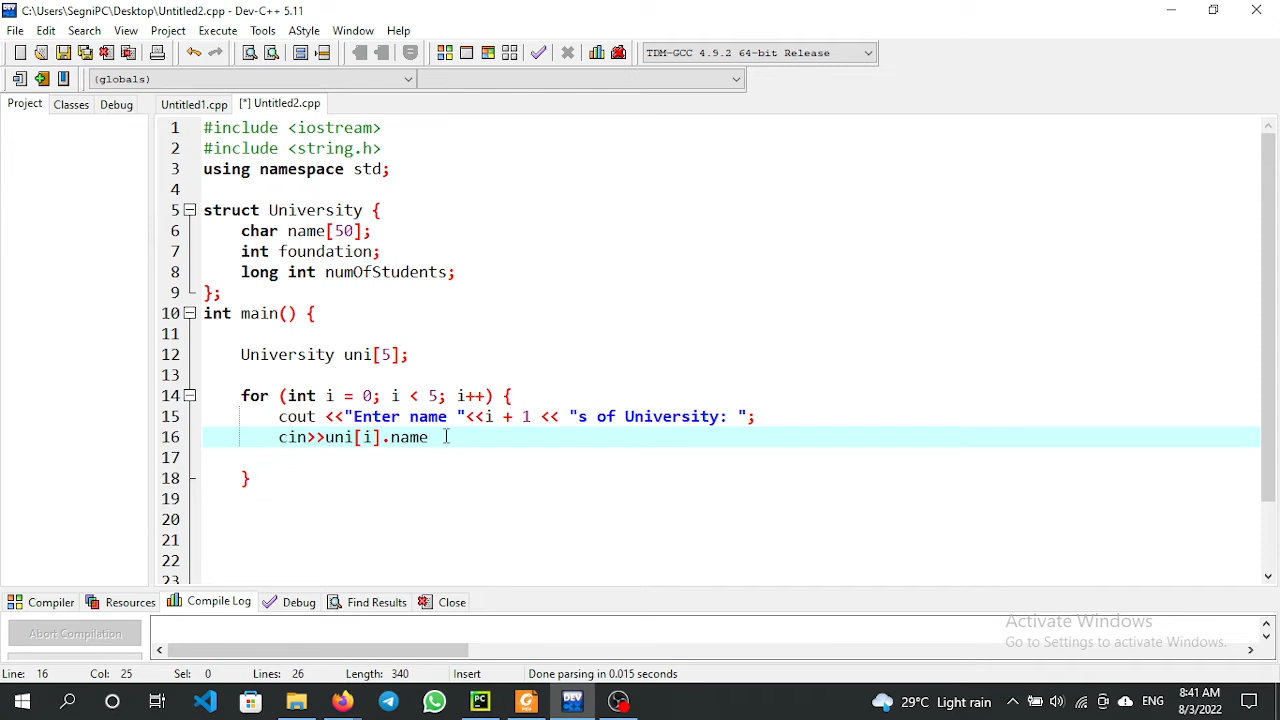 C:\Users\SegniPC\Desktop\Untitled2.cpp - Dev-C++ 5.11
File Edit Search View Project Execute Tools AStyle Window Help
TDM-GCC 4.9.2 64-bit Release
(globals)
Project Classes Debug Untitled1.cpp [*] Untitled2.cpp
1 #include <iostream>
2 #include <string.h>
3 using namespace std;
4
5 struct University {
6 char name[50];
7 int foundation;
8 long int numOfStudents;
9 };
10 int main() {
11
12 University uni[5];
13
14 for (int i = 0; i < 5; i++) {
15 cout <<"Enter name "<<i + 1 << "s of University: ";
16 cin>>uni[i].name
17
18 }
19
20
21
22
23
Compiler Resources Compile Log Debug Find Results Close
Abort Compilation
Activate Windows
Go to Settings to activate Windows.
Line: 16 Col: 25 Sel: 0 Lines: 26 Length: 340 Insert Done parsing in 0.015 seconds
29°C Light rain ENG 8:41 AM
8/3/2022